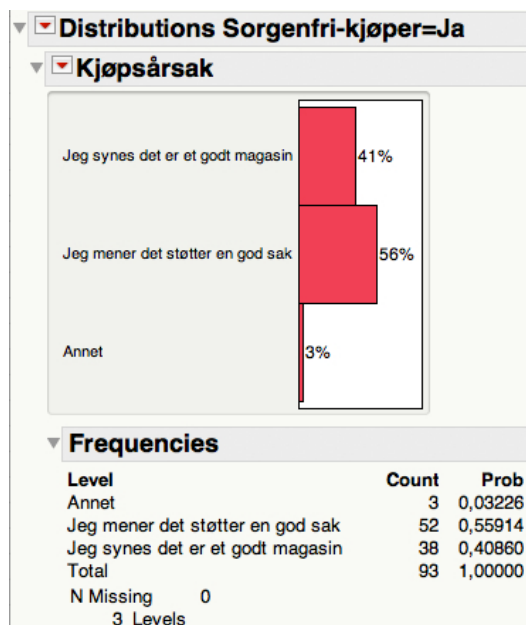 Distributions Sorgenfri-kjøper=Ja
Kjøpsårsak
Jeg synes det er et godt magasin 41%
Jeg mener det støtter en god sak 56%
Annet 3%
Frequencies
Level Count Prob
Annet 3 0,03226
Jeg mener det støtter en god sak 52 0,55914
Jeg synes det er et godt magasin 38 0,40860
Total 93 1,00000
N Missing 0
3 Levels